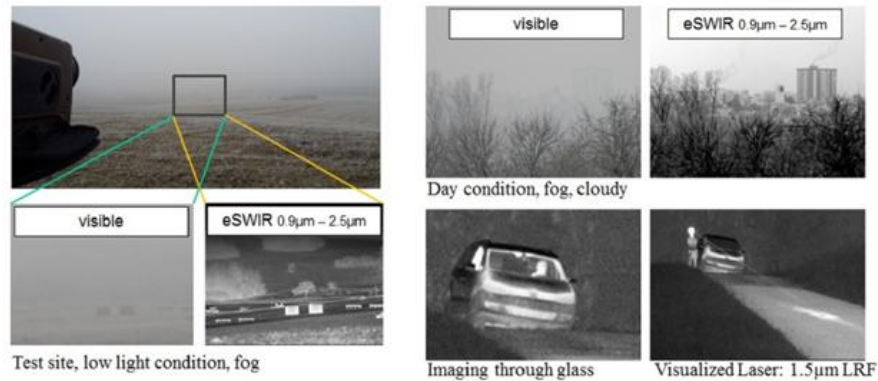 visible
eSWIR 0.9µm – 2.5µm
Test site, low light condition, fog
visible
eSWIR 0.9µm – 2.5µm
Day condition, fog, cloudy
Imaging through glass
Visualized Laser: 1.5µm LRF